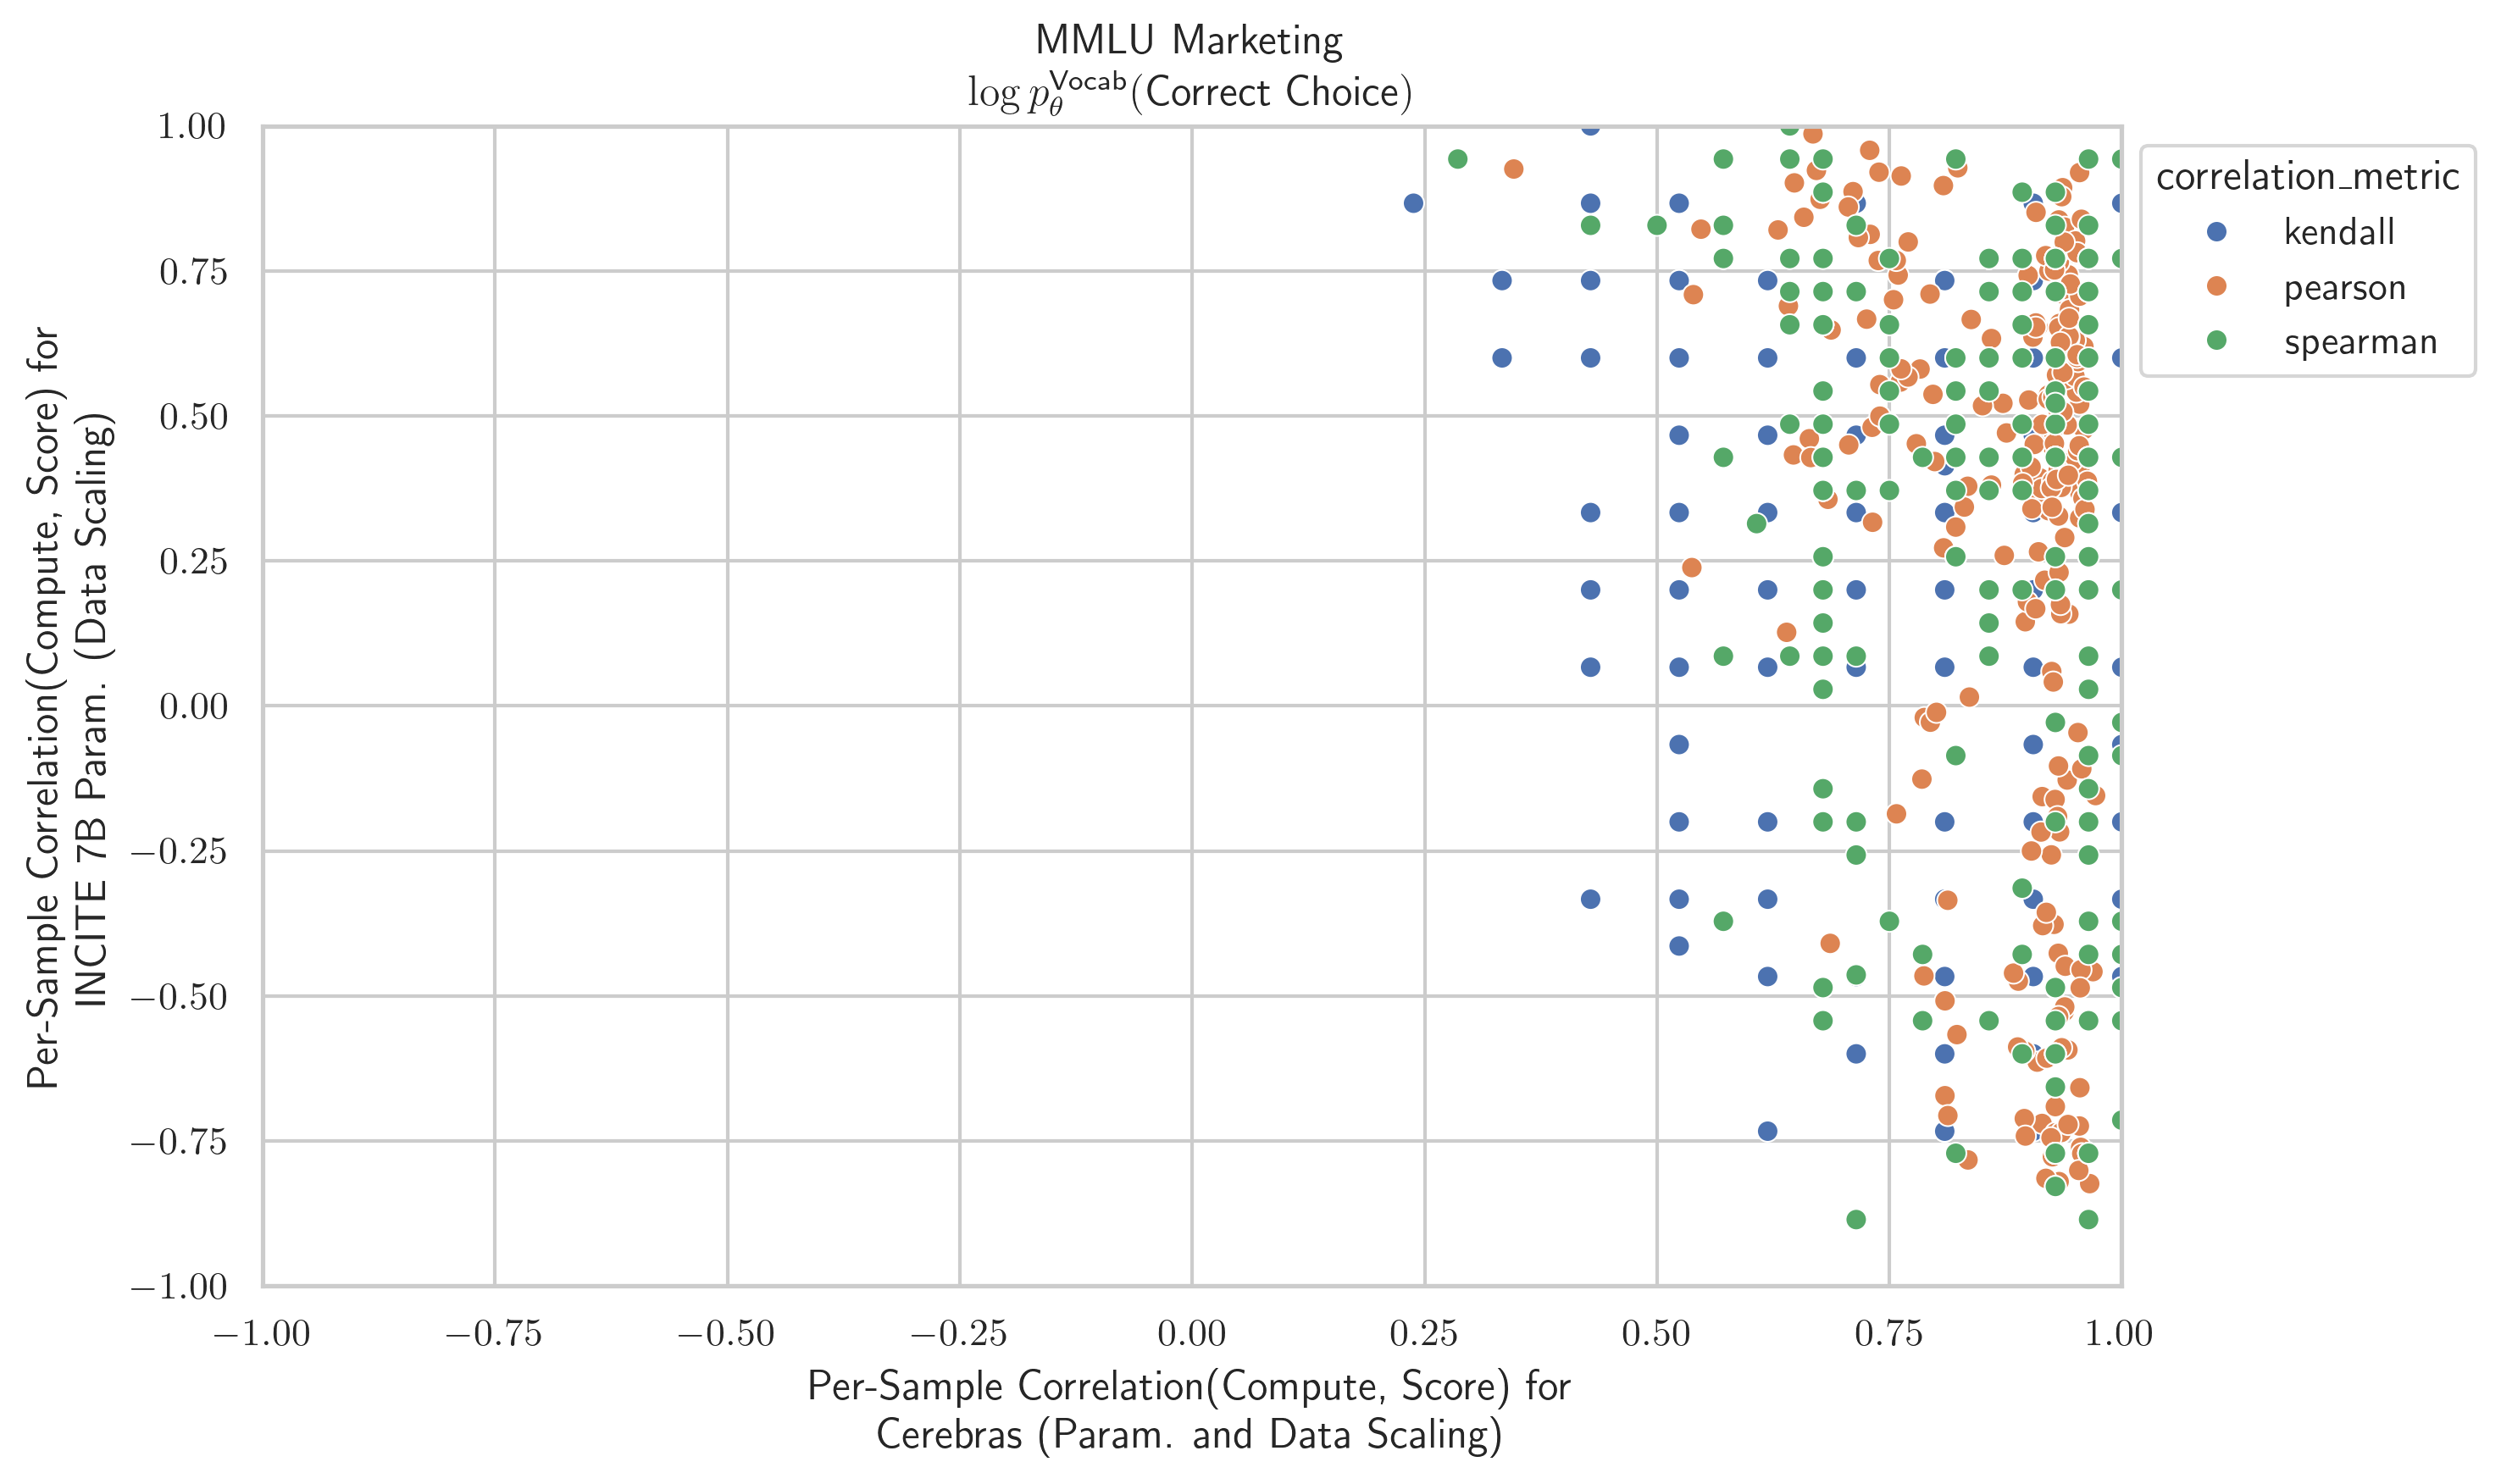 MMLU Marketing
log pθ^Vocab(Correct Choice)
Per-Sample Correlation(Compute, Score) for
INCITE 7B Param. (Data Scaling)
1.00
0.75
0.50
0.25
0.00
−0.25
−0.50
−0.75
−1.00
correlation_metric
kendall
pearson
spearman
−1.00 −0.75 −0.50 −0.25 0.00 0.25 0.50 0.75 1.00
Per-Sample Correlation(Compute, Score) for
Cerebras (Param. and Data Scaling)